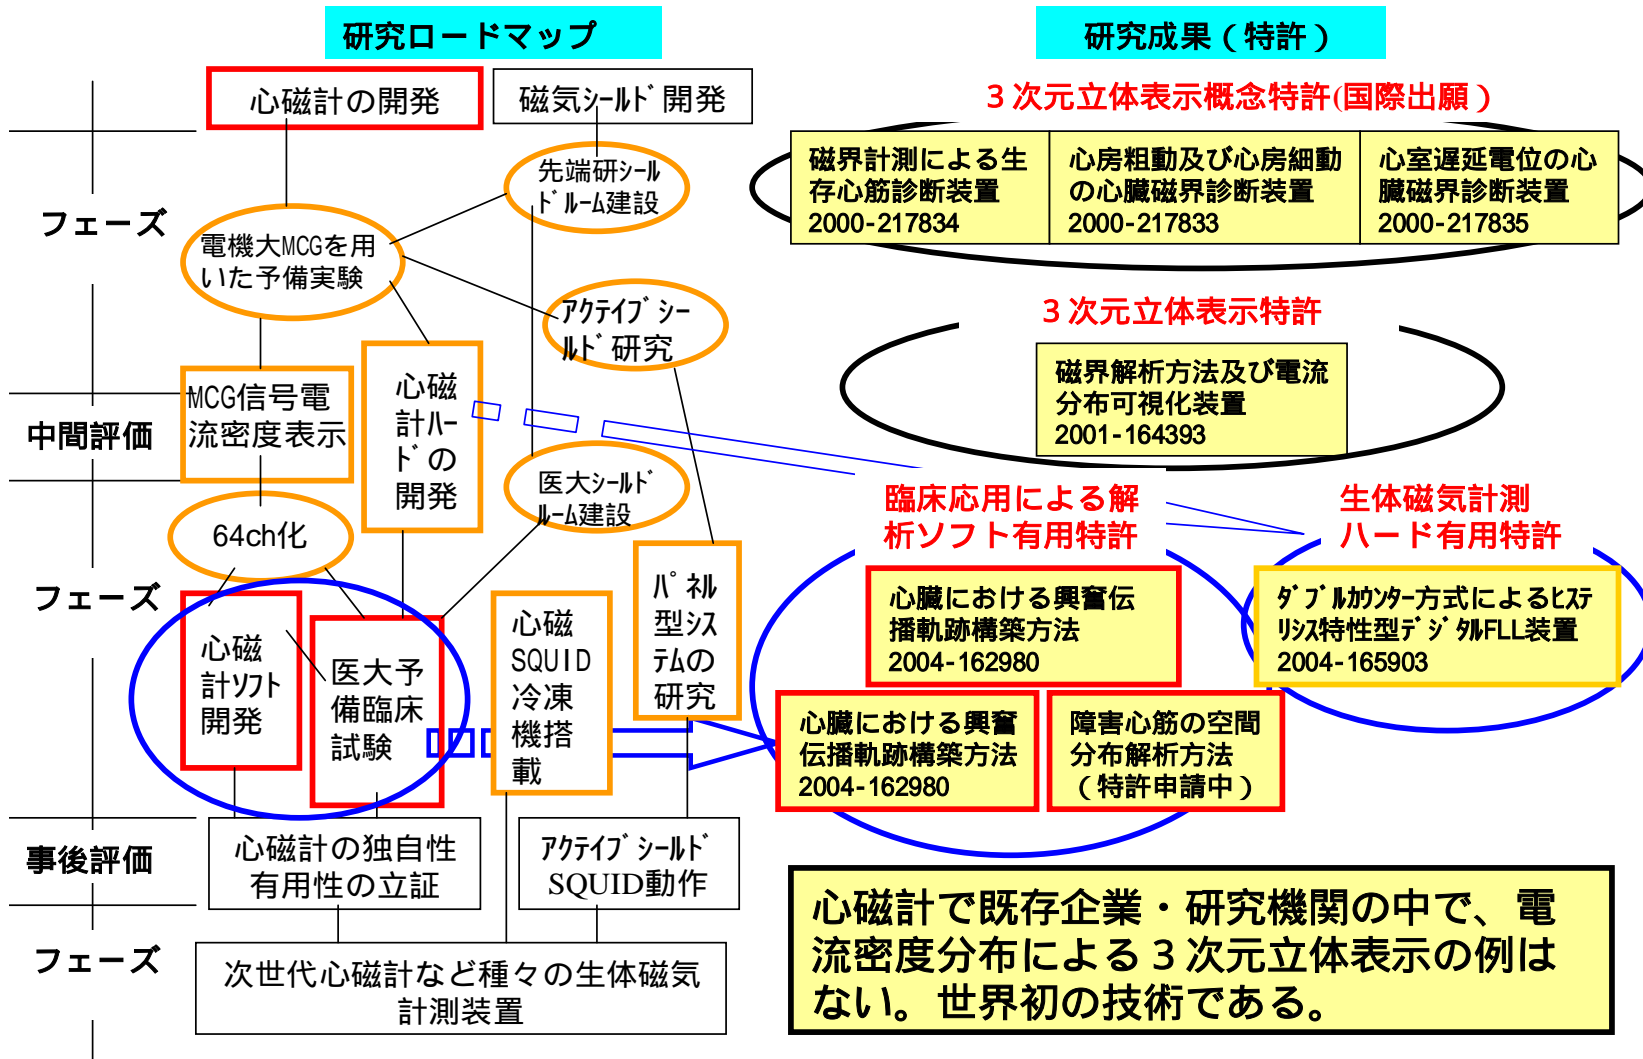 研究ロードマップ
心磁計の開発
磁気ｼｰﾙﾄﾞ開発
フェーズ
先端研ｼｰﾙ
ﾄﾞﾙｰﾑ建設
電機大MCGを用
いた予備実験
ｱｸﾃｲﾌﾞｼｰ
ﾙﾄﾞ研究
中間評価
MCG信号電
流密度表示
心磁
計ﾊｰ
ﾄﾞの
開発
医大ｼｰﾙﾄﾞ
ﾙｰﾑ建設
64ch化
フェーズ
心磁
計ｿﾌﾄ
開発
医大予
備臨床
試験
心磁
SQUID
冷凍
機搭
載
ﾊﾟﾈﾙ
型ｼｽ
ﾃﾑの
研究
事後評価
心磁計の独自性
有用性の立証
ｱｸﾃｲﾌﾞｼｰﾙﾄﾞ
SQUID動作
フェーズ
次世代心磁計など種々の生体磁気
計測装置
研究成果（特許）
３次元立体表示概念特許(国際出願）
磁界計測による生
存心筋診断装置
2000-217834
心房粗動及び心房細動
の心臓磁界診断装置
2000-217833
心室遅延電位の心
臓磁界診断装置
2000-217835
３次元立体表示特許
磁界解析方法及び電流
分布可視化装置
2001-164393
臨床応用による解
析ソフト有用特許
心臓における興奮伝
播軌跡構築方法
2004-162980
心臓における興奮
伝播軌跡構築方法
2004-162980
障害心筋の空間
分布解析方法
（特許申請中）
生体磁気計測
ハード有用特許
ﾀﾞﾌﾞﾙｶｳﾝﾀｰ方式によるﾋｽﾃ
ﾘｼｽ特性型ﾃﾞｼﾞﾀﾙFLL装置
2004-165903
心磁計で既存企業・研究機関の中で、電
流密度分布による３次元立体表示の例は
ない。世界初の技術である。